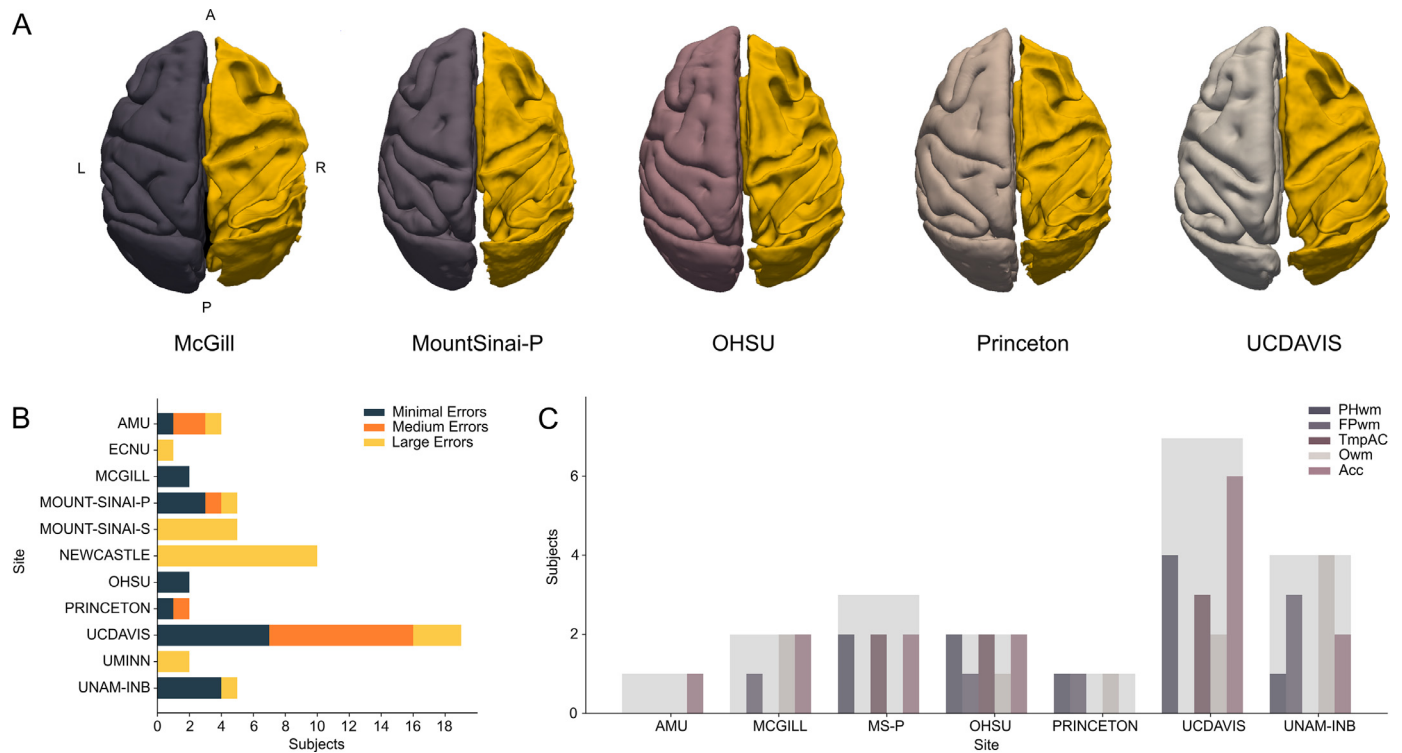 A
A
L
R
P
McGill
MountSinai-P
OHSU
Princeton
UCDAVIS
B
Minimal Errors
Medium Errors
Large Errors
Site
AMU
ECNU
MCGILL
MOUNT-SINAI-P
MOUNT-SINAI-S
NEWCASTLE
OHSU
PRINCETON
UCDAVIS
UMINN
UNAM-INB
0 2 4 6 8 10 12 14 16 18
Subjects
C
PHwm
FPwm
TmpAC
Owm
Acc
Subjects
6
4
2
0
AMU MCGILL MS-P OHSU PRINCETON UCDAVIS UNAM-INB
Site